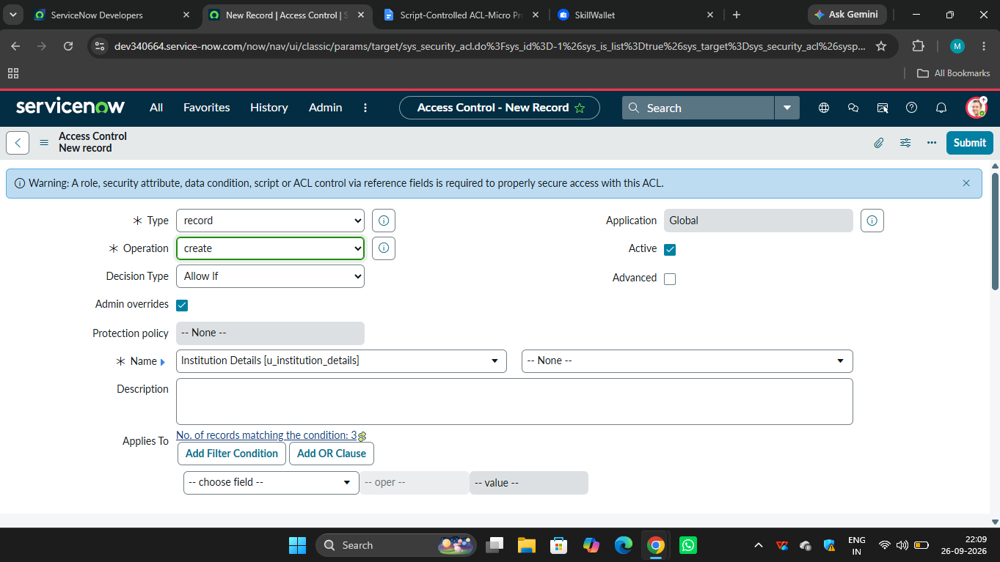 ServiceNow Developers
New Record | Access Control | S
Script-Controlled ACL-Micro Pr
SkillWallet
Ask Gemini
dev340664.service-now.com/now/nav/ui/classic/params/target/sys_security_acl.do%3Fsys_id%3D-1%26sys_is_list%3Dtrue%26sys_target%3Dsys_security_acl%26sysp...
M
All Bookmarks
servicenow
All
Favorites
History
Admin
Access Control - New Record
Search
Access Control
New record
Submit
Warning: A role, security attribute, data condition, script or ACL control via reference fields is required to properly secure access with this ACL.
Type
record
Application
Global
Operation
create
Active
Decision Type
Allow If
Advanced
Admin overrides
Protection policy
-- None --
Name
Institution Details [u_institution_details]
-- None --
Description
Applies To
No. of records matching the condition: 3
Add Filter Condition
Add OR Clause
-- choose field --
-- oper --
-- value --
Search
ENG
IN
22:09
26-09-2026